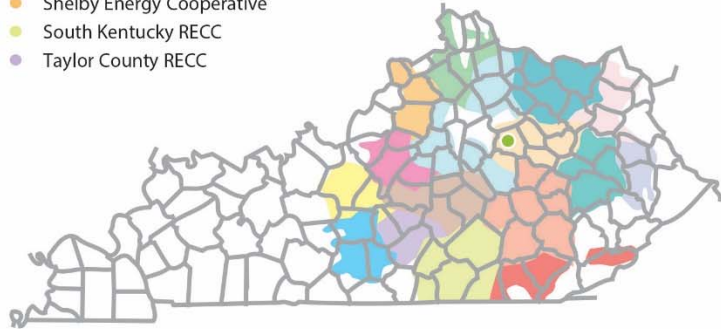 Shelby Energy Cooperative
South Kentucky RECC
Taylor County RECC